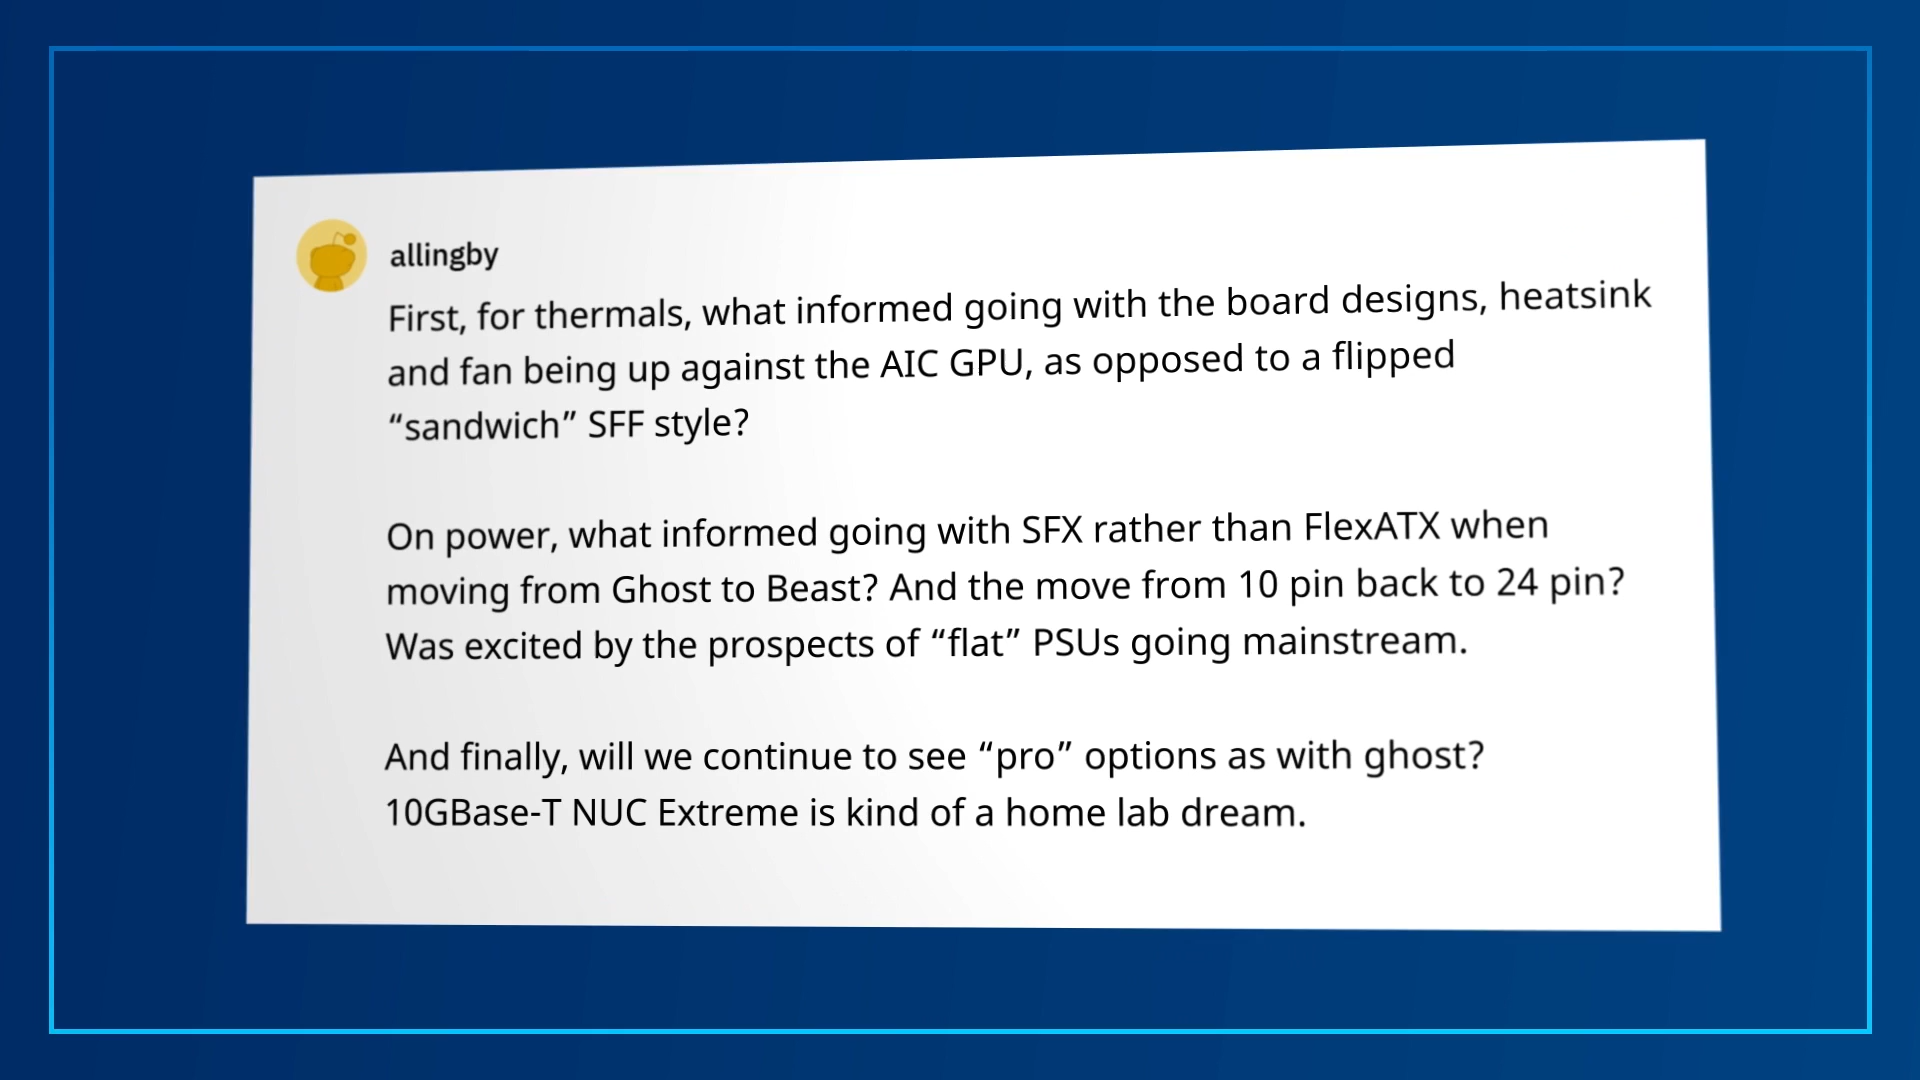 allingby
First, for thermals, what informed going with the board designs, heatsink
and fan being up against the AIC GPU, as opposed to a flipped
“sandwich” SFF style?
On power, what informed going with SFX rather than FlexATX when
moving from Ghost to Beast? And the move from 10 pin back to 24 pin?
Was excited by the prospects of “flat” PSUs going mainstream.
And finally, will we continue to see “pro” options as with ghost?
10GBase-T NUC Extreme is kind of a home lab dream.